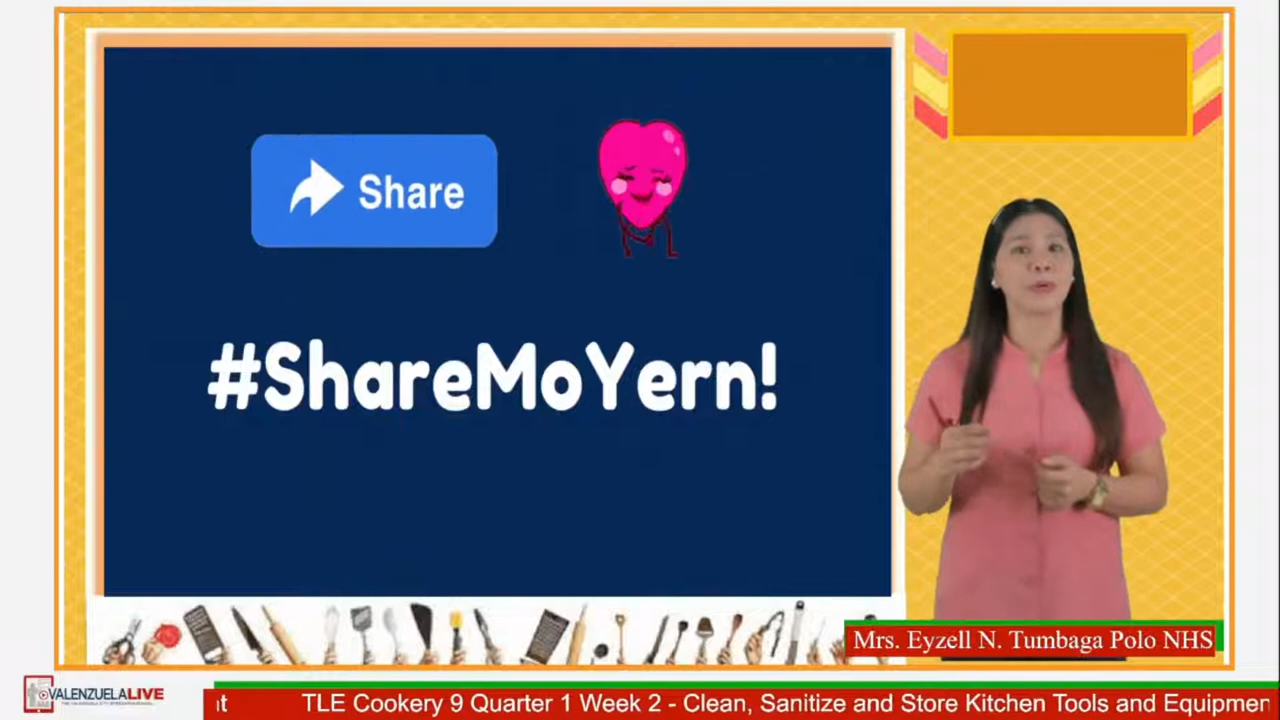 Share
#ShareMoYern!
Mrs. Eyzell N. Tumbaga Polo NHS
VALENZUELALIVE
TLE Cookery 9 Quarter 1 Week 2 - Clean, Sanitize and Store Kitchen Tools and Equipmen